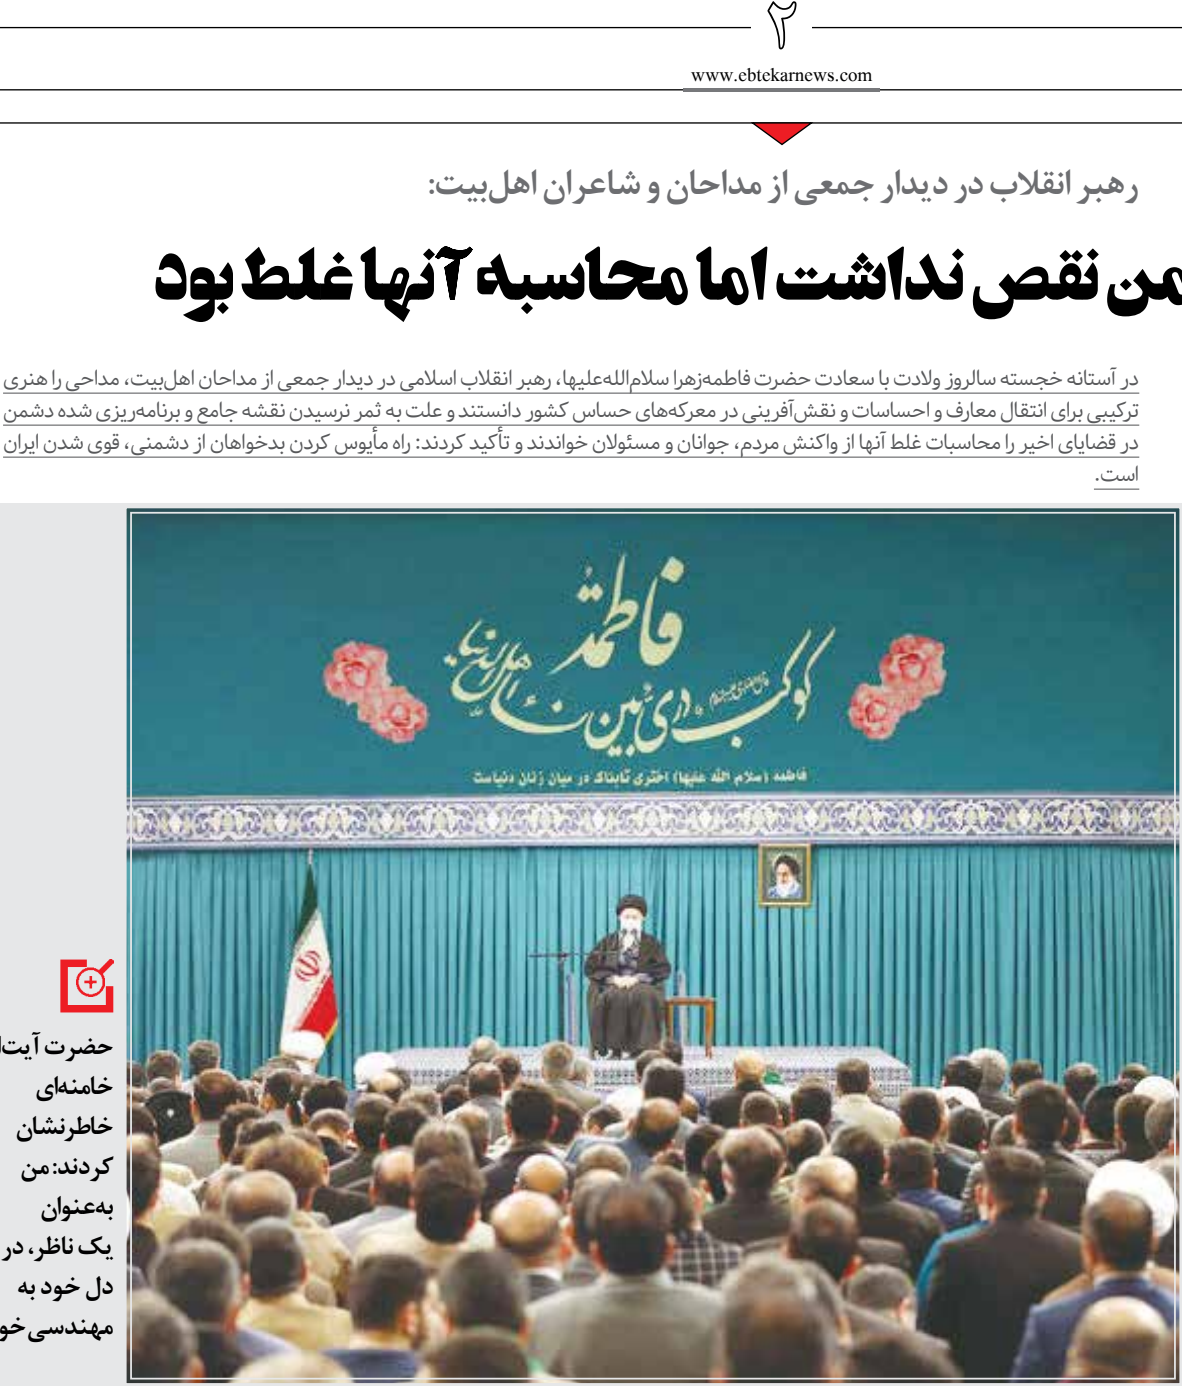 ۲
www.ebtekarnews.com
رهبر انقلاب در دیدار جمعی از مداحان و شاعران اهل‌بیت:
من نقص نداشت اما محاسبه آنها غلط بود
در آستانه خجسته سالروز ولادت با سعادت حضرت فاطمه‌زهرا سلام‌الله‌علیها، رهبر انقلاب اسلامی در دیدار جمعی از مداحان اهل‌بیت، مداحی را هنری
ترکیبی برای انتقال معارف و احساسات و نقش‌آفرینی در معرکه‌های حساس کشور دانستند و علت به ثمر نرسیدن نقشه جامع و برنامه‌ریزی شده دشمن
در قضایای اخیر را محاسبات غلط آنها از واکنش مردم، جوانان و مسئولان خواندند و تأکید کردند: راه مأیوس کردن بدخواهان از دشمنی، قوی شدن ایران
است.
فاطمة
کوکب دری بین نساء اهل الدنیا
فاطمه (سلام الله علیها) اختری تابناک در میان زنان دنیاست
حضرت آیت‌ا
خامنه‌ای
خاطرنشان
کردند: من
به‌عنوان
یک ناظر، در
دل خود به
مهندسی خو